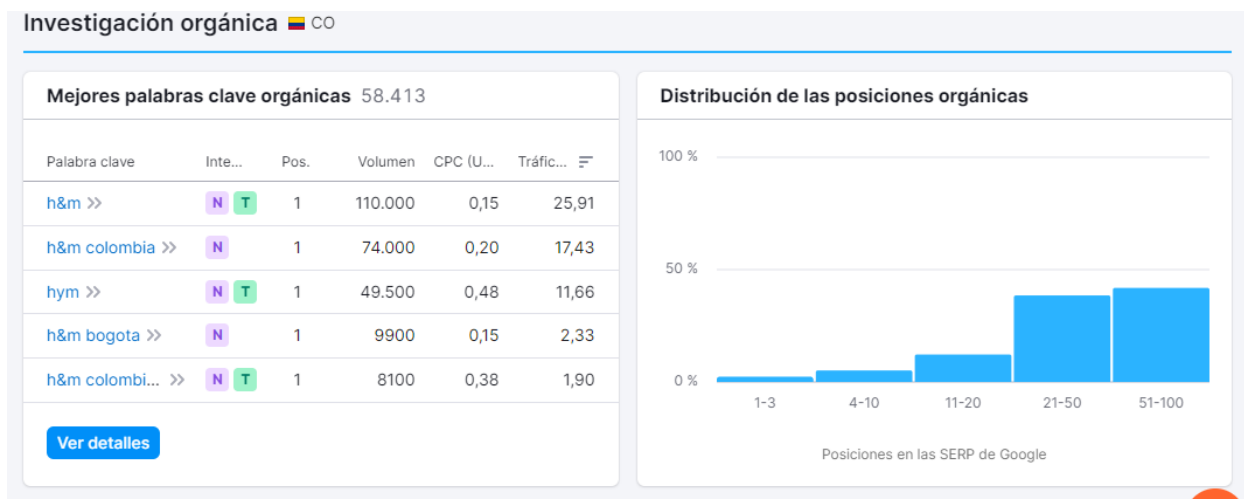 Investigación orgánica CO
Mejores palabras clave orgánicas 58.413
Palabra clave Inte... Pos. Volumen CPC (U... Tráfic...
h&m >> N T 1 110.000 0,15 25,91
h&m colombia >> N 1 74.000 0,20 17,43
hym >> N T 1 49.500 0,48 11,66
h&m bogota >> N 1 9900 0,15 2,33
h&m colombi... >> N T 1 8100 0,38 1,90
Ver detalles
Distribución de las posiciones orgánicas
100 %
50 %
0 %
1-3 4-10 11-20 21-50 51-100
Posiciones en las SERP de Google